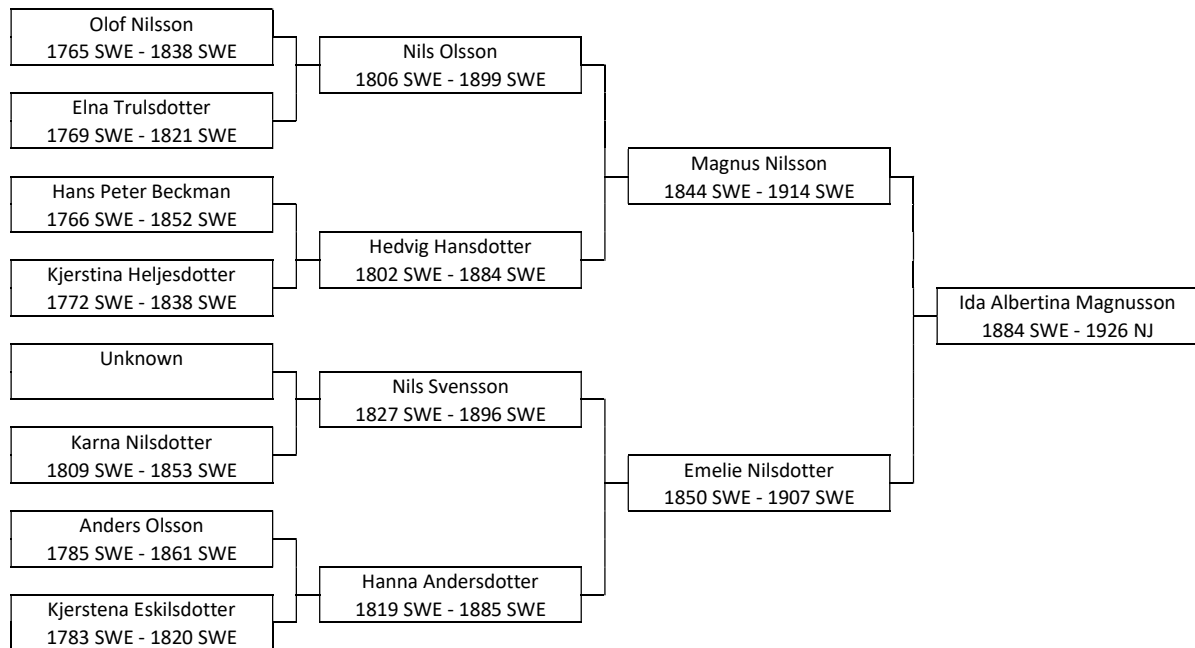 Olof Nilsson
1765 SWE - 1838 SWE
Elna Trulsdotter
1769 SWE - 1821 SWE
Hans Peter Beckman
1766 SWE - 1852 SWE
Kjerstina Heljesdotter
1772 SWE - 1838 SWE
Unknown
Karna Nilsdotter
1809 SWE - 1853 SWE
Anders Olsson
1785 SWE - 1861 SWE
Kjerstena Eskilsdotter
1783 SWE - 1820 SWE
Nils Olsson
1806 SWE - 1899 SWE
Hedvig Hansdotter
1802 SWE - 1884 SWE
Nils Svensson
1827 SWE - 1896 SWE
Hanna Andersdotter
1819 SWE - 1885 SWE
Magnus Nilsson
1844 SWE - 1914 SWE
Emelie Nilsdotter
1850 SWE - 1907 SWE
Ida Albertina Magnusson
1884 SWE - 1926 NJ